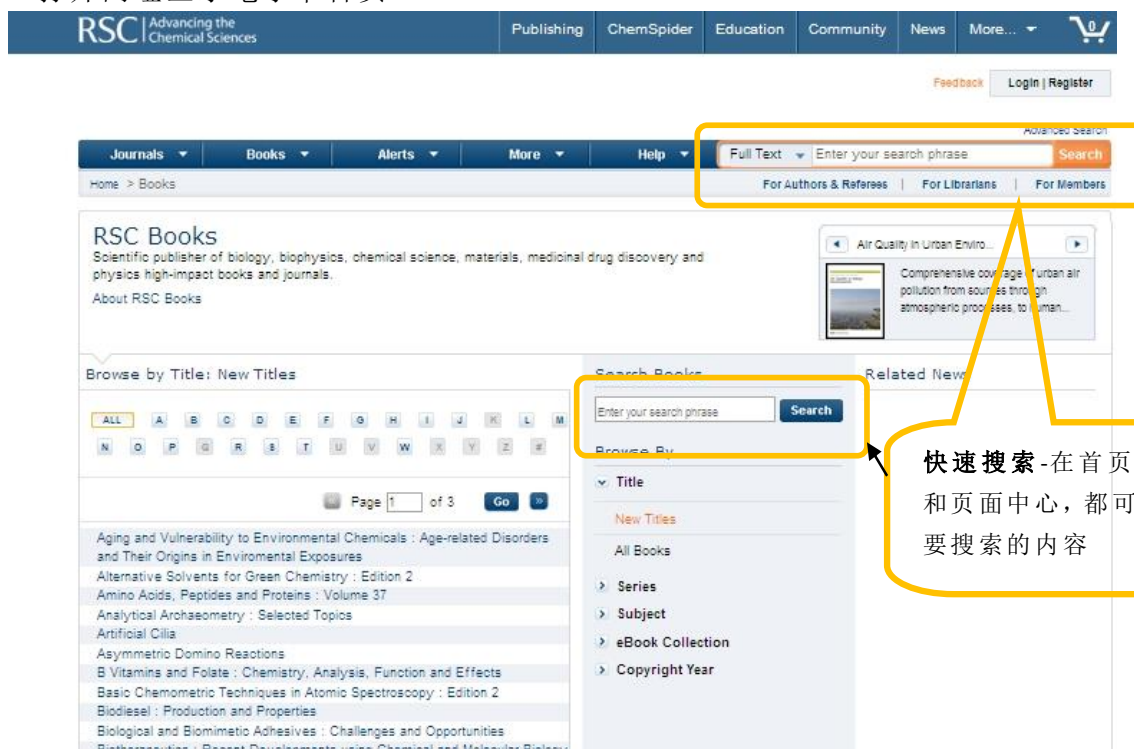 RSC Advancing the
Chemical Sciences
Publishing ChemSpider Education Community News More... 0
Feedback Login | Register
Advanced Search
Journals Books Alerts More Help Full Text Enter your search phrase Search
Home > Books For Authors & Referees | For Librarians | For Members
RSC Books
Scientific publisher of biology, biophysics, chemical science, materials, medicinal drug discovery and
physics high-impact books and journals.
About RSC Books
Air Quality in Urban Enviro...
Comprehensive coverage of urban air
pollution from sources through
atmospheric processes, to human...
Browse by Title: New Titles
ALL A B C D E F G H I J K L M
N O P Q R S T U V W X Y Z #
Page 1 of 3 Go »
Aging and Vulnerability to Environmental Chemicals : Age-related Disorders
and Their Origins in Enviromental Exposures
Alternative Solvents for Green Chemistry : Edition 2
Amino Acids, Peptides and Proteins : Volume 37
Analytical Archaeometry : Selected Topics
Artificial Cilia
Asymmetric Domino Reactions
B Vitamins and Folate : Chemistry, Analysis, Function and Effects
Basic Chemometric Techniques in Atomic Spectroscopy : Edition 2
Biodiesel : Production and Properties
Biological and Biomimetic Adhesives : Challenges and Opportunities
Search Books
Enter your search phrase Search
Browse By
Title
New Titles
All Books
Series
Subject
eBook Collection
Copyright Year
Related New
快速搜索-在首页
和页面中心，都可
要搜索的内容